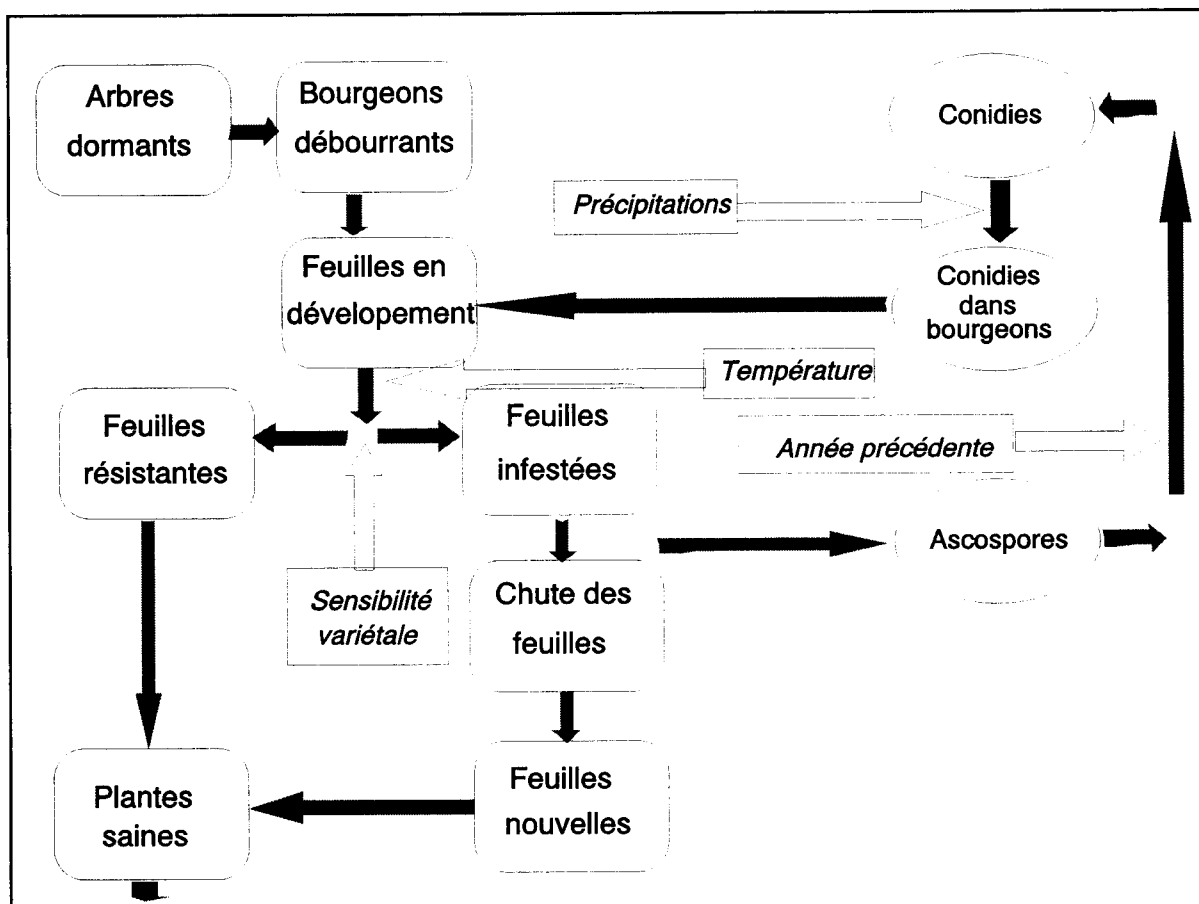 Arbres
dormants
Bourgeons
débourrants
Conidies
Précipitations
Feuilles en
dévelopement
Conidies
dans
bourgeons
Température
Feuilles
résistantes
Feuilles
infestées
Année précédente
Ascospores
Sensibilité
variétale
Chute des
feuilles
Plantes
saines
Feuilles
nouvelles